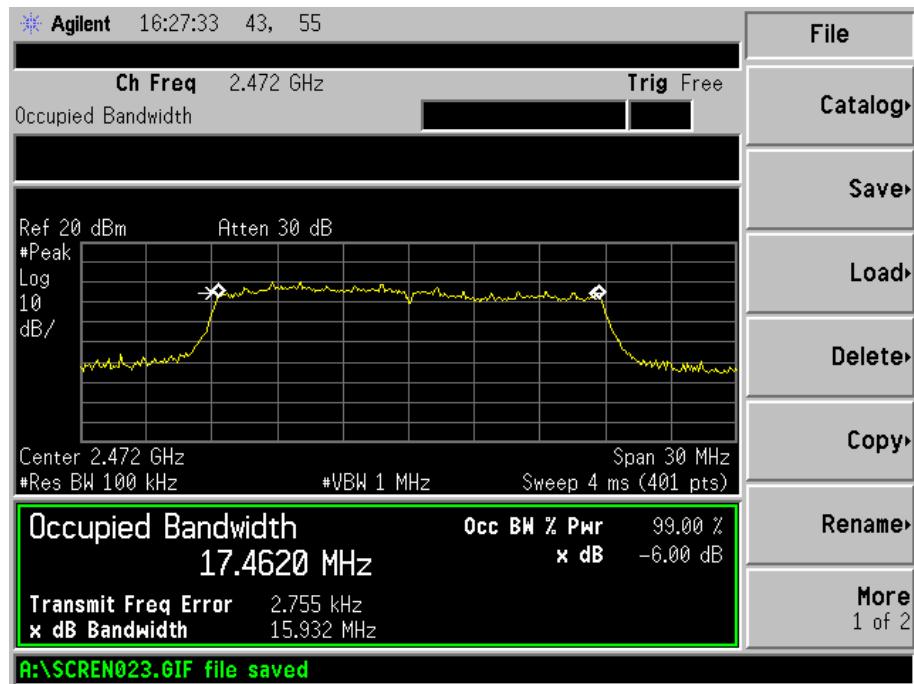 Agilent 16:27:33 43, 55
File
Ch Freq 2.472 GHz Trig Free
Occupied Bandwidth
Catalog
Save
Load
Delete
Copy
Rename
More
1 of 2
Ref 20 dBm Atten 30 dB
#Peak
Log
10
dB/
Center 2.472 GHz Span 30 MHz
#Res BW 100 kHz #VBW 1 MHz Sweep 4 ms (401 pts)
Occupied Bandwidth Occ BW % Pwr 99.00 %
17.4620 MHz x dB -6.00 dB
Transmit Freq Error 2.755 kHz
x dB Bandwidth 15.932 MHz
A:\SCREN023.GIF file saved